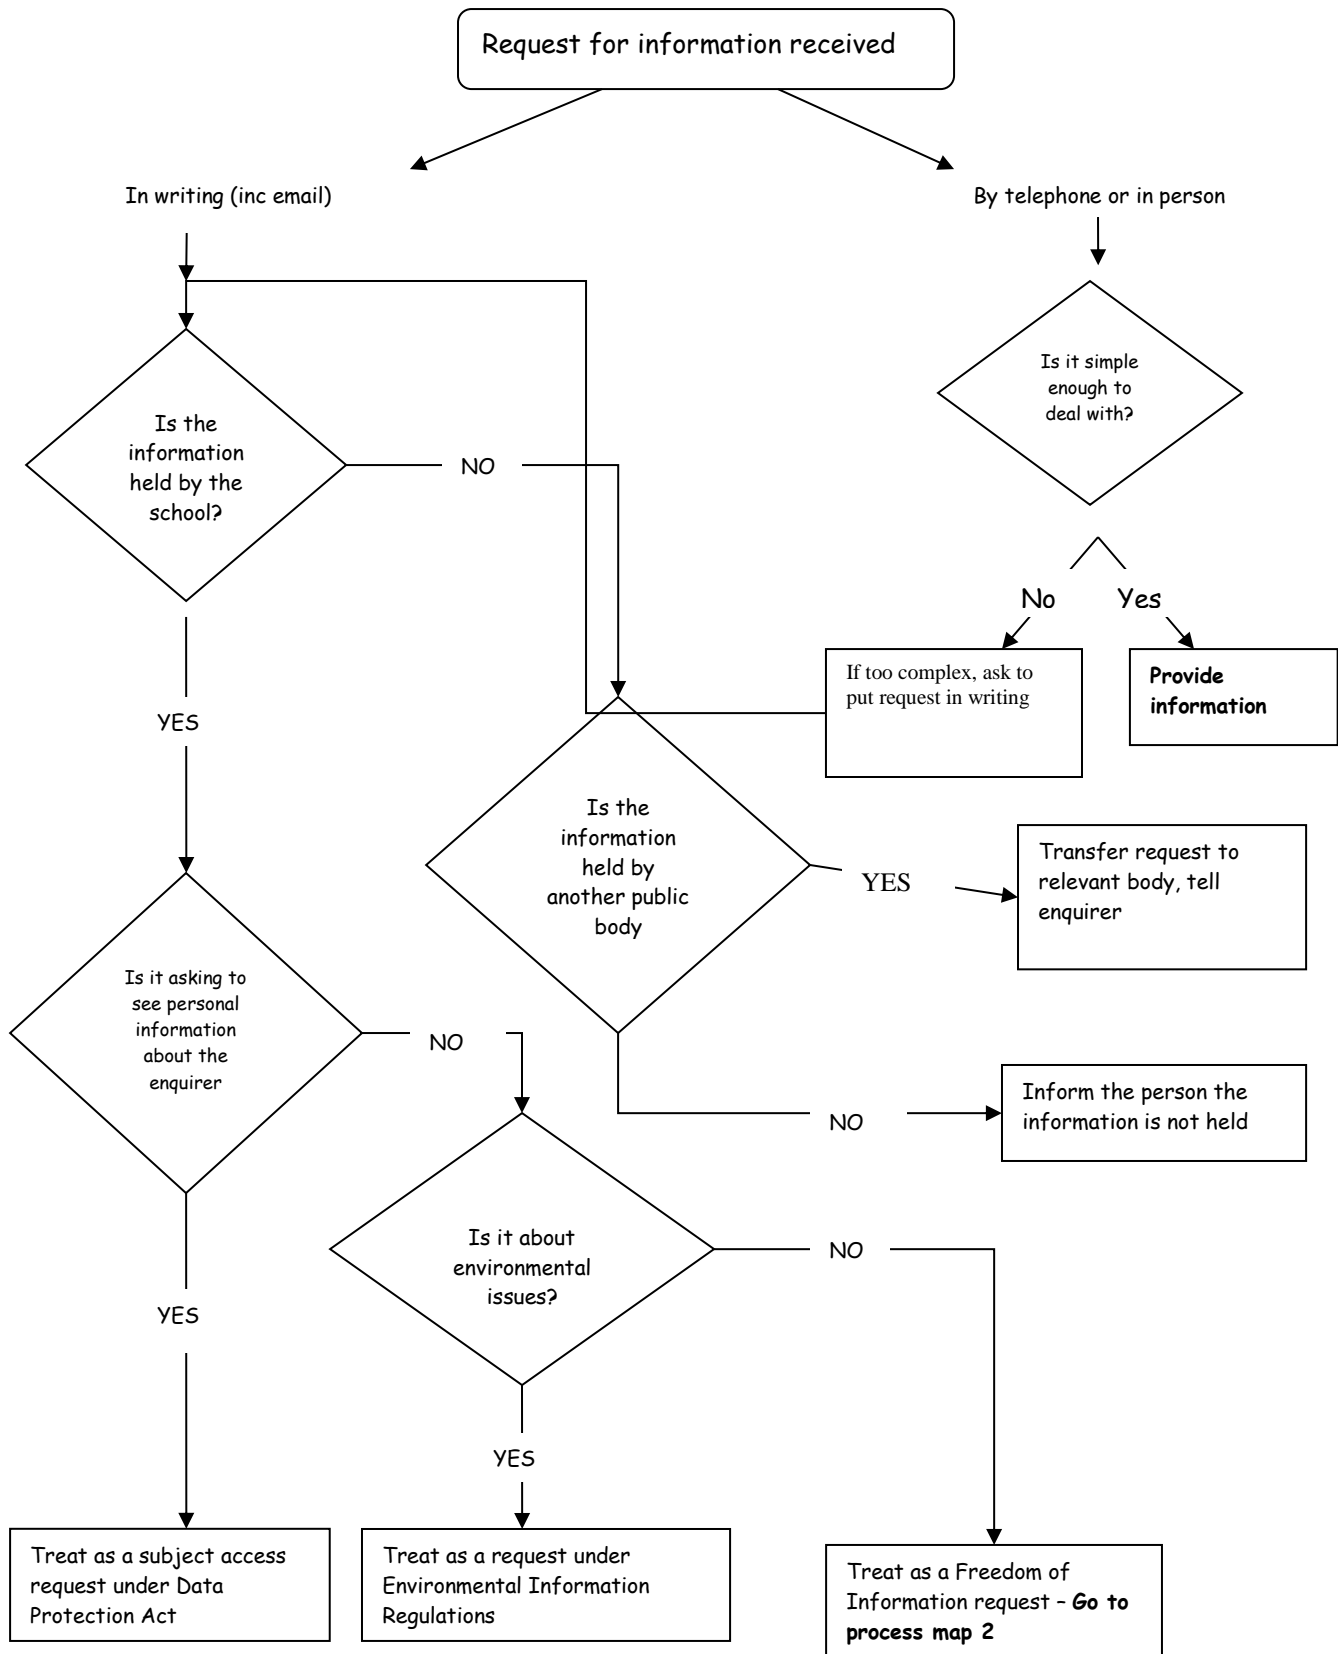 Request for information received
In writing (inc email)
By telephone or in person
Is it simple
enough to
deal with?
Is the
information
held by the
school?
NO
No
Yes
If too complex, ask to
put request in writing
Provide
information
YES
Is the
information
held by
another public
body
YES
Transfer request to
relevant body, tell
enquirer
Is it asking to
see personal
information
about the
enquirer
NO
NO
Inform the person the
information is not held
Is it about
environmental
issues?
NO
YES
YES
Treat as a subject access
request under Data
Protection Act
Treat as a request under
Environmental Information
Regulations
Treat as a Freedom of
Information request – Go to
process map 2